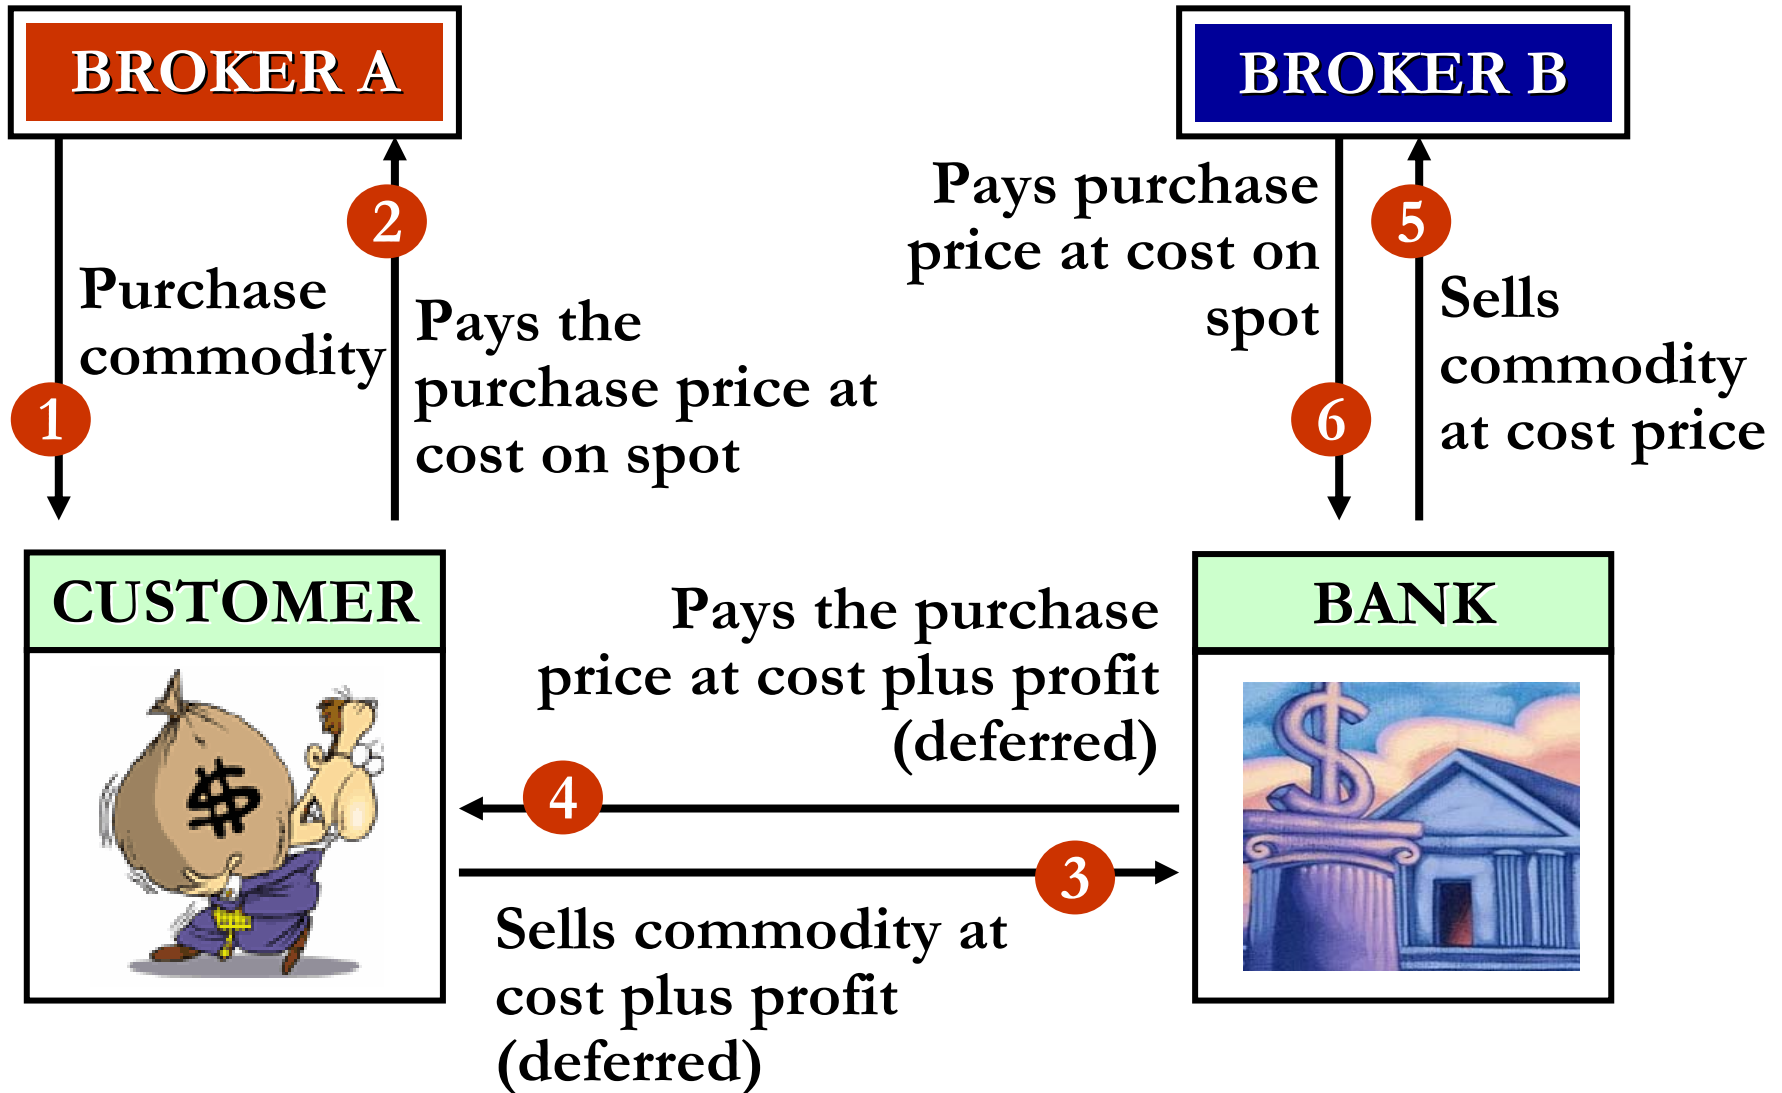 BROKER A
BROKER B
2
Pays purchase
price at cost on
spot
5
Purchase
commodity
Pays the
purchase price at
cost on spot
Sells
commodity
at cost price
1
6
CUSTOMER
BANK
Pays the purchase
price at cost plus profit
(deferred)
$
$
4
3
Sells commodity at
cost plus profit
(deferred)